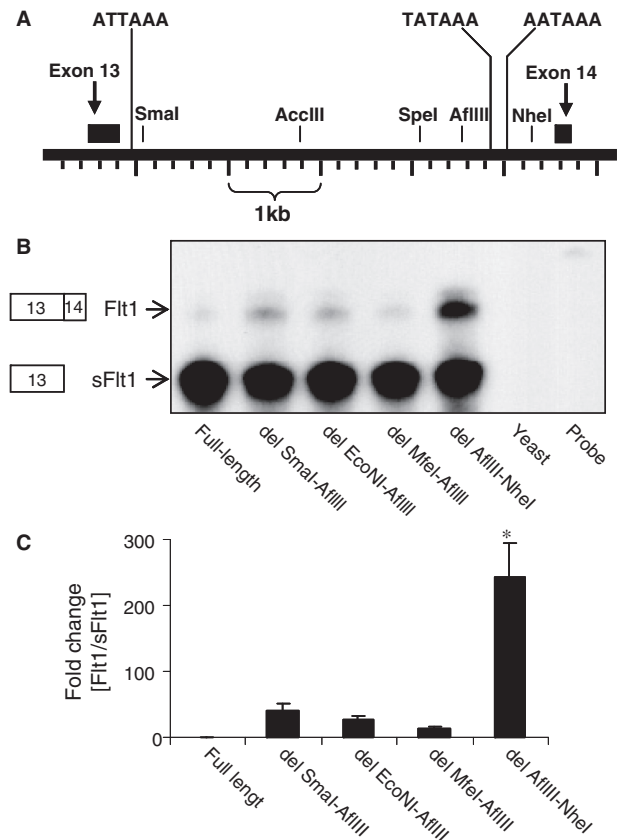 A
ATTAAA TATAAA AATAAA
Exon 13 Exon 14
SmaI AccIII SpeI AflIII NheI
1kb
B
13 14 Flt1
13 sFlt1
Full-length
del SmaI-AflIII
del EcoNI-AflIII
del MfeI-AflIII
del AflIII-NheI
Yeast
Probe
C
Fold change
[Flt1/sFlt1]
300
200
100
0
*
Full lengt
del SmaI-AflIII
del EcoNI-AflIII
del MfeI-AflIII
del AflIII-NheI